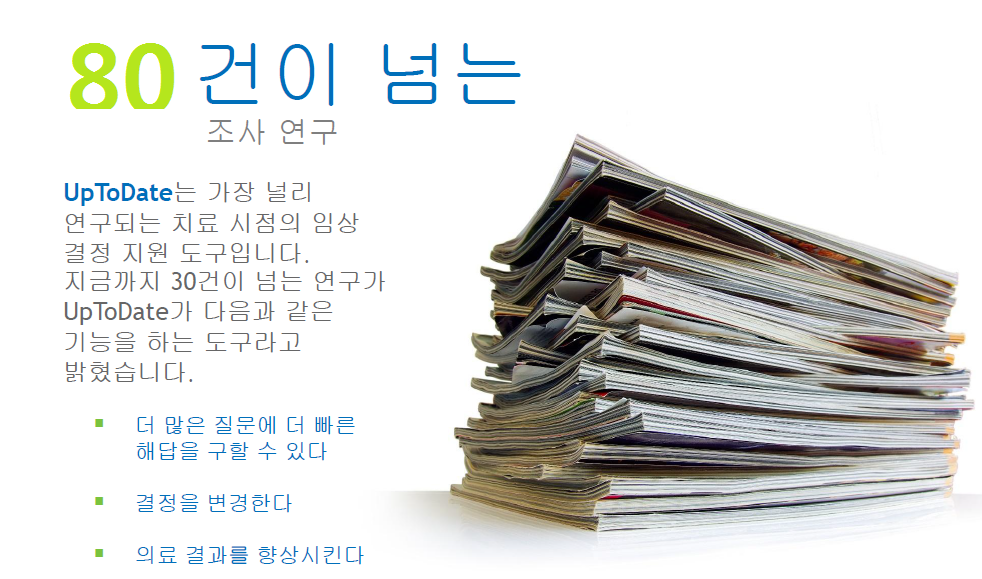 80 건이 넘는
조사 연구
UpToDate는 가장 널리
연구되는 치료 시점의 임상
결정 지원 도구입니다.
지금까지 30건이 넘는 연구가
UpToDate가 다음과 같은
기능을 하는 도구라고
밝혔습니다.
▪ 더 많은 질문에 더 빠른
해답을 구할 수 있다
▪ 결정을 변경한다
▪ 의료 결과를 향상시킨다